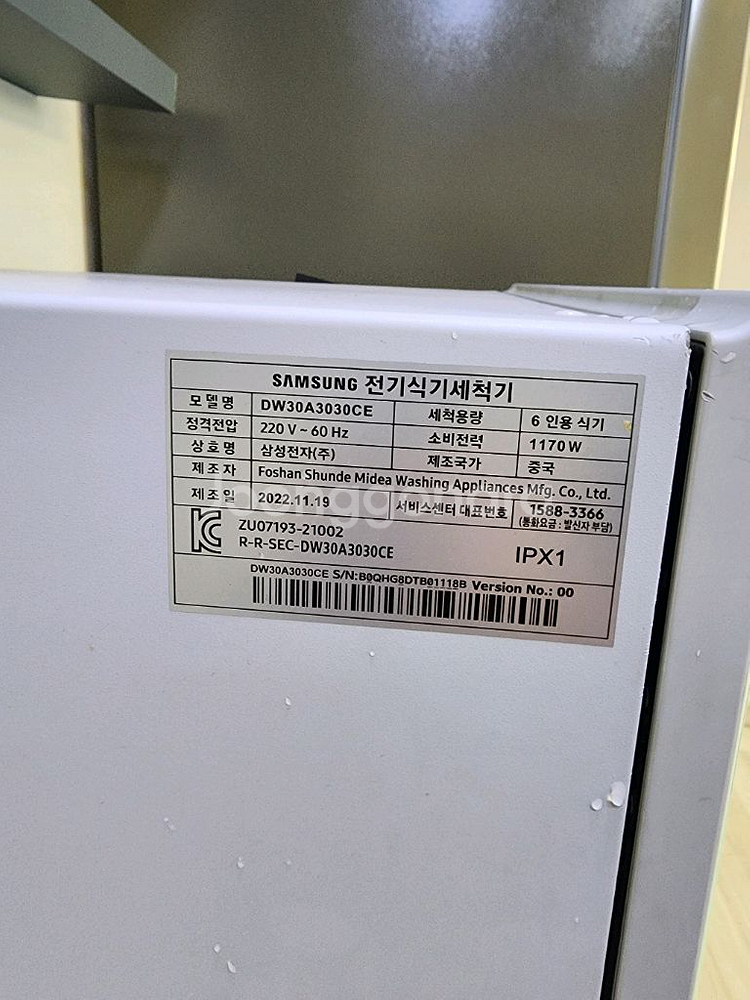 SAMSUNG 전기식기세척기
모델명 DW30A3030CE 세척용량 6 인용 식기
정격전압 220 V ~ 60 Hz 소비전력 1170 W
상호명 삼성전자(주) 제조국가 중국
제조자 Foshan Shunde Midea Washing Appliances Mfg. Co., Ltd.
제조일 2022.11.19 서비스센터 대표번호 1588-3366
(통화요금 : 발신자 부담)
ZU07193-21002
R-R-SEC-DW30A3030CE IPX1
DW30A3030CE S/N:B0QHG8DTB01118B Version No.: 00